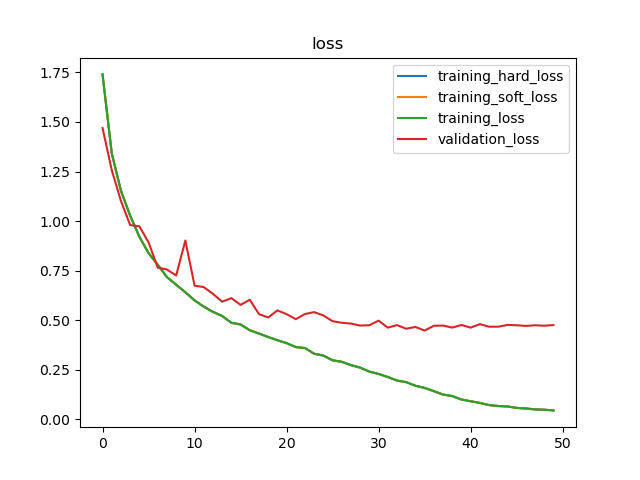 loss
training_hard_loss
training_soft_loss
training_loss
validation_loss
1.75
1.50
1.25
1.00
0.75
0.50
0.25
0.00
0 10 20 30 40 50